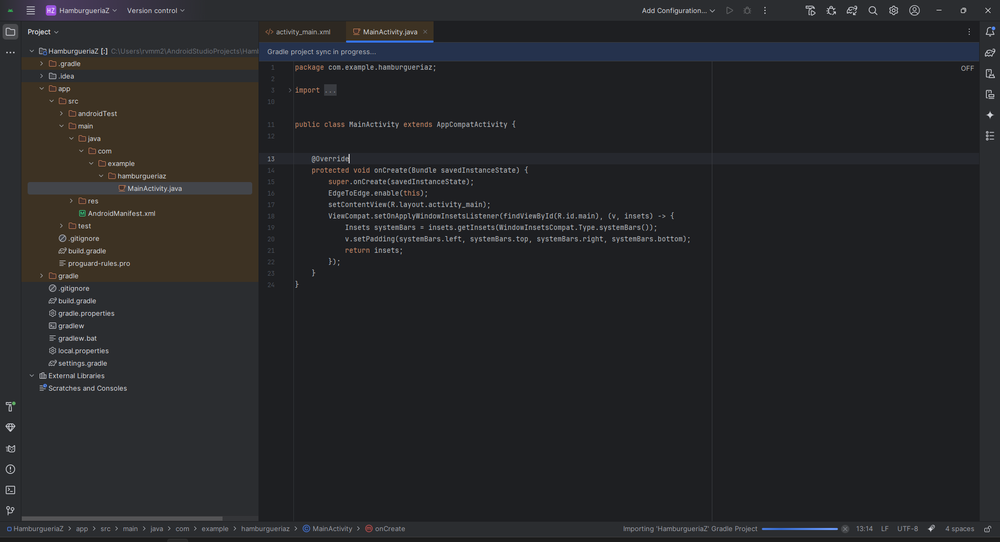 HZ HamburgueriaZ Version control Add Configuration...
Project
activity_main.xml MainActivity.java
HamburgueriaZ [:] C:\Users\rvmm2\AndroidStudioProjects\Haml
.gradle
.idea
app
src
androidTest
main
java
com
example
hamburgueriaz
MainActivity.java
res
AndroidManifest.xml
test
.gitignore
build.gradle
proguard-rules.pro
gradle
.gitignore
build.gradle
gradle.properties
gradlew
gradlew.bat
local.properties
settings.gradle
External Libraries
Scratches and Consoles
Gradle project sync in progress...
OFF
1 package com.example.hamburgueriaz;
2
3 import ...
10
11 public class MainActivity extends AppCompatActivity {
12
13 @Override
14 protected void onCreate(Bundle savedInstanceState) {
15 super.onCreate(savedInstanceState);
16 EdgeToEdge.enable(this);
17 setContentView(R.layout.activity_main);
18 ViewCompat.setOnApplyWindowInsetsListener(findViewById(R.id.main), (v, insets) -> {
19 Insets systemBars = insets.getInsets(WindowInsetsCompat.Type.systemBars());
20 v.setPadding(systemBars.left, systemBars.top, systemBars.right, systemBars.bottom);
21 return insets;
22 });
23 }
24 }
HamburgueriaZ > app > src > main > java > com > example > hamburgueriaz > MainActivity > onCreate
Importing 'HamburgueriaZ' Gradle Project 13:14 LF UTF-8 4 spaces